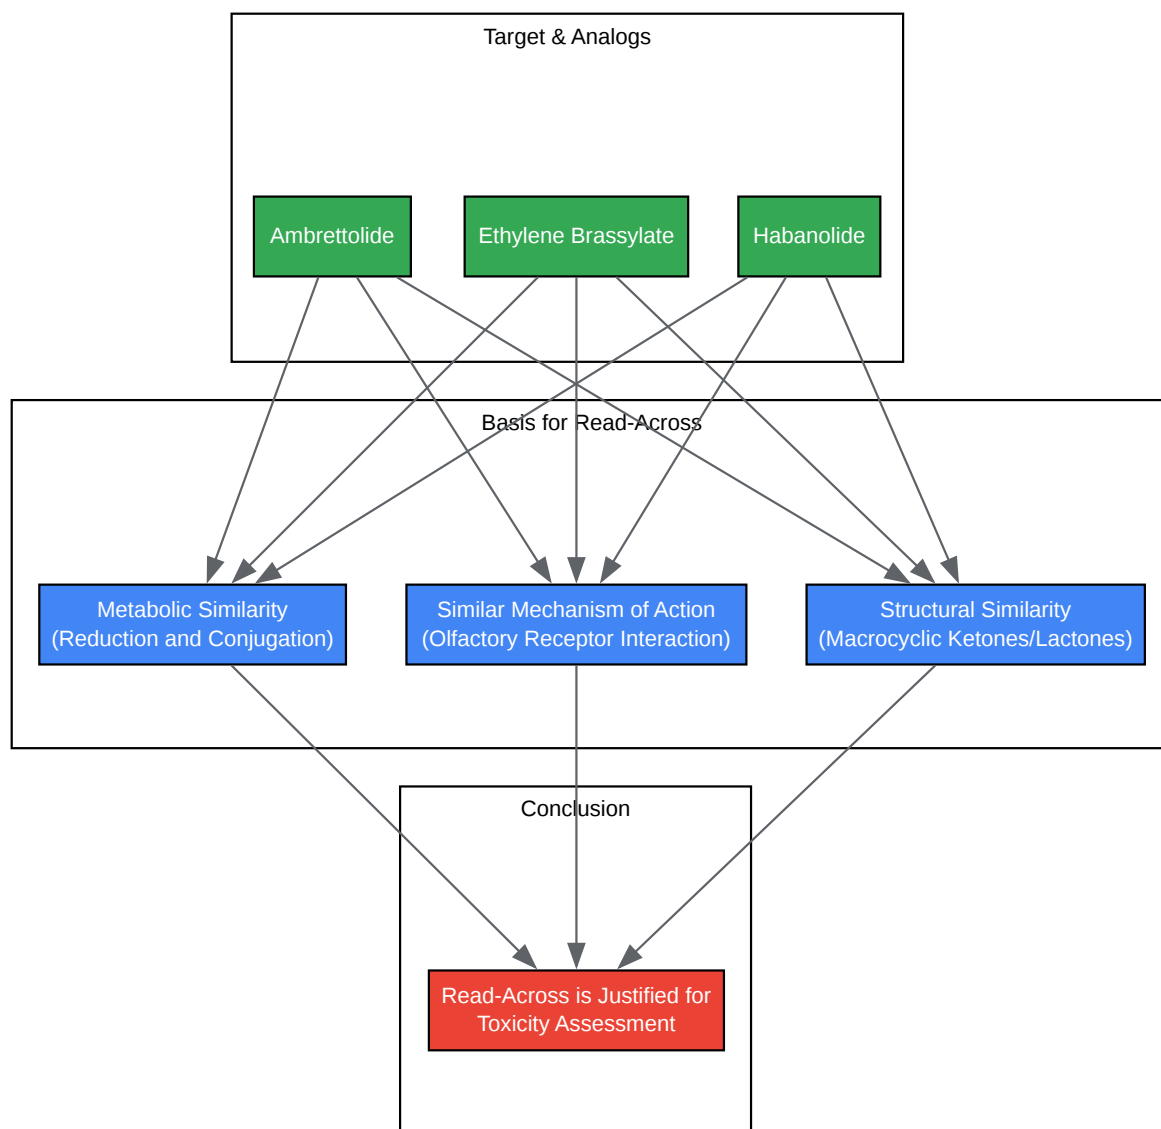 Target & Analogs
Ambrettolide
Ethylene Brassylate
Habanolide
Basis for Read-Across
Metabolic Similarity
(Reduction and Conjugation)
Similar Mechanism of Action
(Olfactory Receptor Interaction)
Structural Similarity
(Macrocyclic Ketones/Lactones)
Conclusion
Read-Across is Justified for
Toxicity Assessment